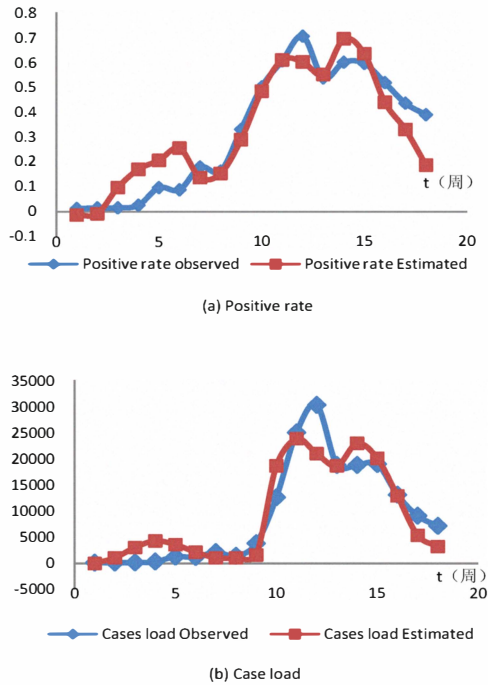 0.8
0.7
0.6
0.5
0.4
0.3
0.2
0.1
0
-0.1
t（周）
0 5 10 15 20
Positive rate observed Positive rate Estimated
(a) Positive rate
35000
30000
25000
20000
15000
10000
5000
0
-5000
t（周）
0 5 10 15 20
Cases load Observed Cases load Estimated
(b) Case load